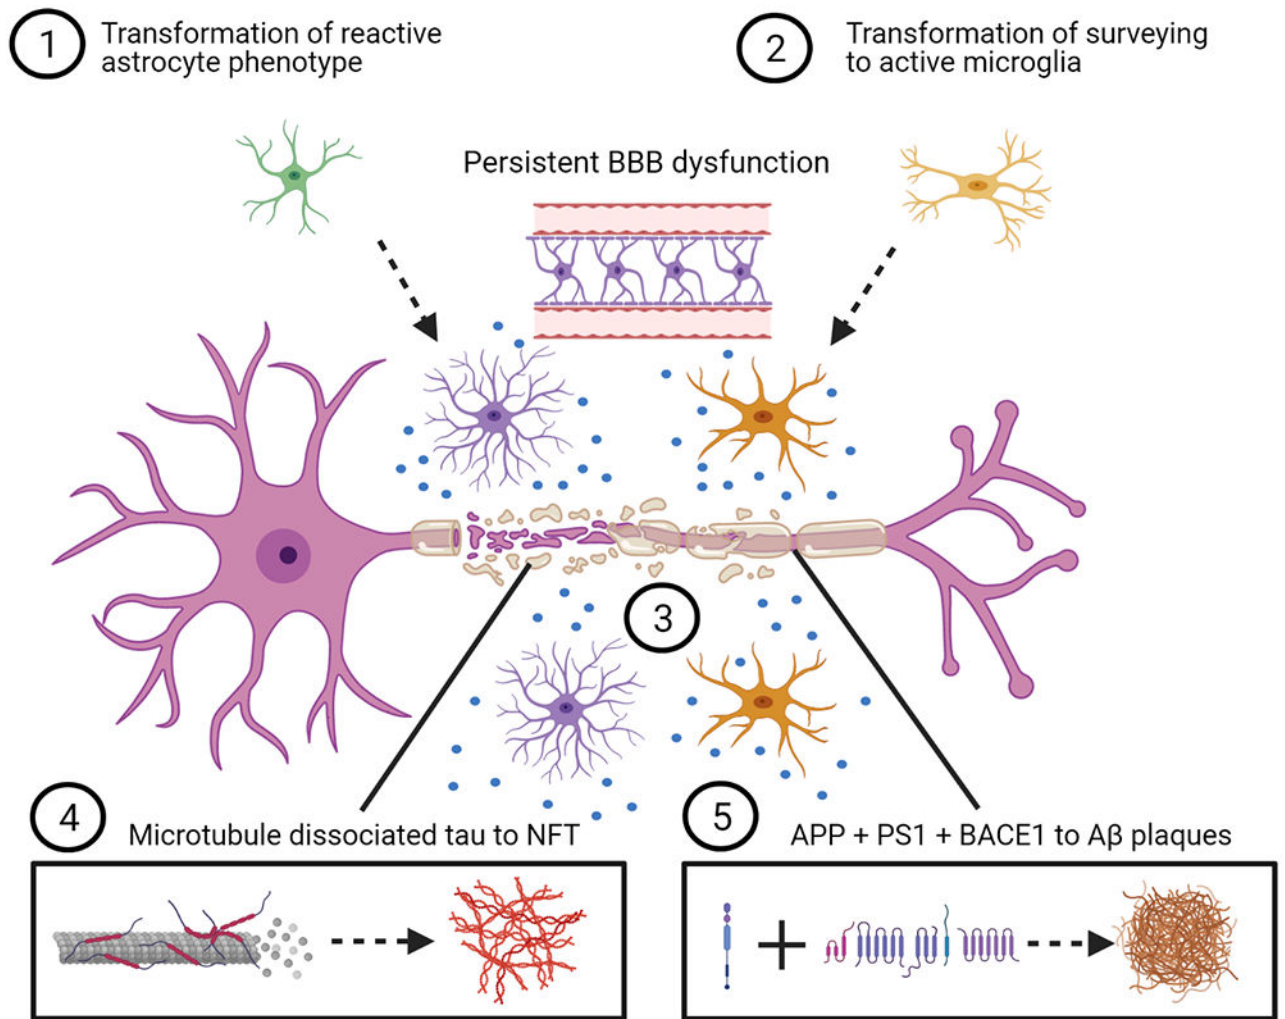 1
Transformation of reactive
astrocyte phenotype
2
Transformation of surveying
to active microglia
Persistent BBB dysfunction
3
4
Microtubule dissociated tau to NFT
5
APP + PS1 + BACE1 to Aβ plaques